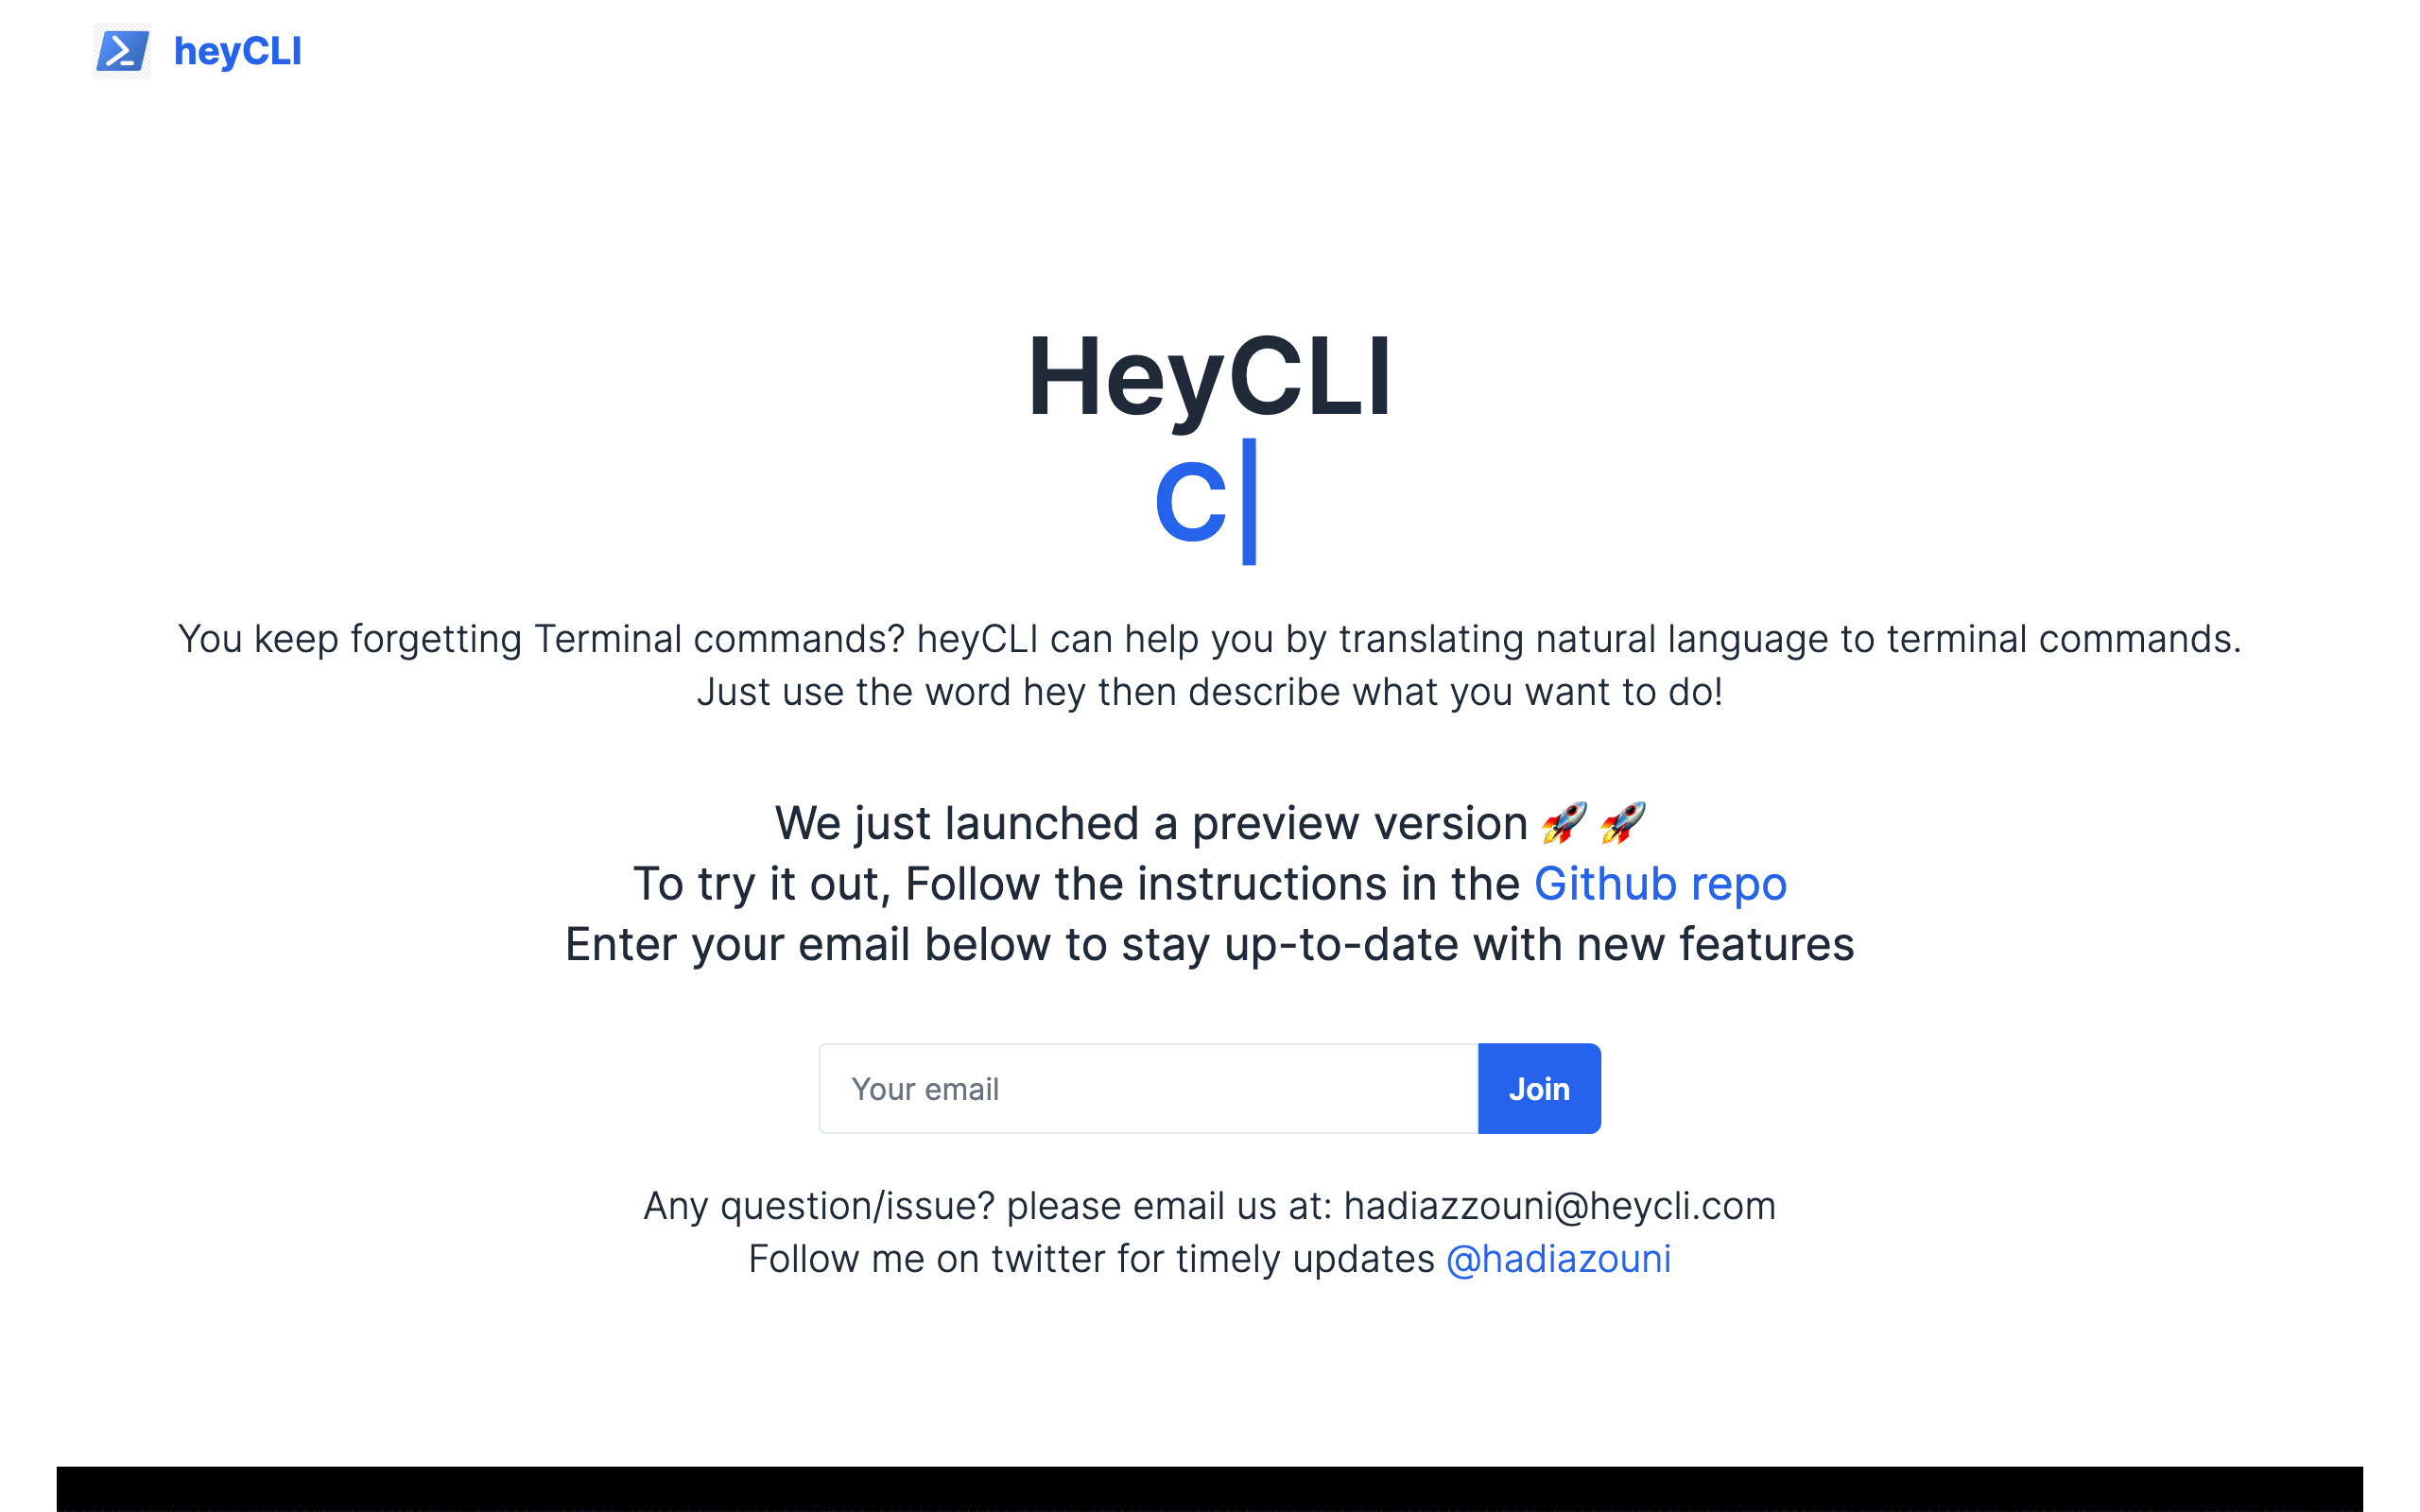 heyCLI
HeyCLI
C
You keep forgetting Terminal commands? heyCLI can help you by translating natural language to terminal commands.
Just use the word hey then describe what you want to do!
We just launched a preview version 🚀 🚀
To try it out, Follow the instructions in the Github repo
Enter your email below to stay up-to-date with new features
Your email
Join
Any question/issue? please email us at: hadiazzouni@heycli.com
Follow me on twitter for timely updates @hadiazouni